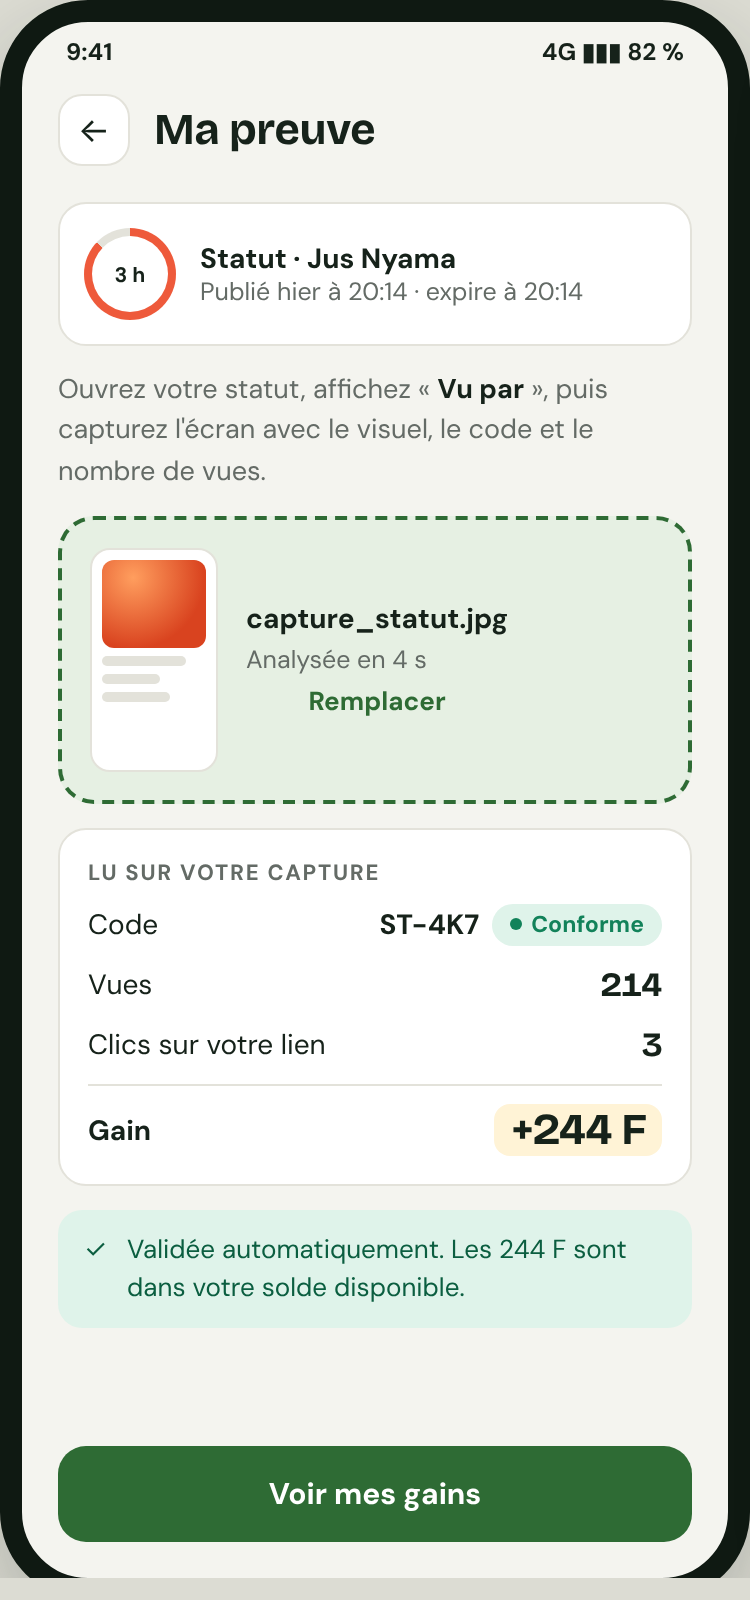 9:41
4G ▮▮▮ 82 %
← Ma preuve
3 h
Statut · Jus Nyama
Publié hier à 20:14 · expire à 20:14
Ouvrez votre statut, affichez « Vu par », puis
capturez l'écran avec le visuel, le code et le
nombre de vues.
capture_statut.jpg
Analysée en 4 s
Remplacer
LU SUR VOTRE CAPTURE
Code ST-4K7 Conforme
Vues 214
Clics sur votre lien 3
Gain +244 F
✓ Validée automatiquement. Les 244 F sont
dans votre solde disponible.
Voir mes gains